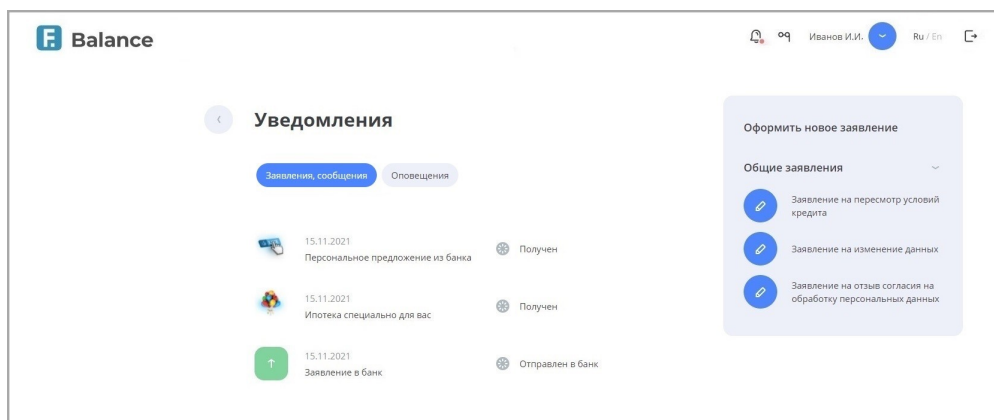 F. Balance
Иванов И.И.
Ru / En
Уведомления
Заявления, сообщения
Оповещения
15.11.2021
Персональное предложение из банка
Получен
15.11.2021
Ипотека специально для вас
Получен
15.11.2021
Заявление в банк
Отправлен в банк
Оформить новое заявление
Общие заявления
Заявление на пересмотр условий
кредита
Заявление на изменение данных
Заявление на отзыв согласия на
обработку персональных данных